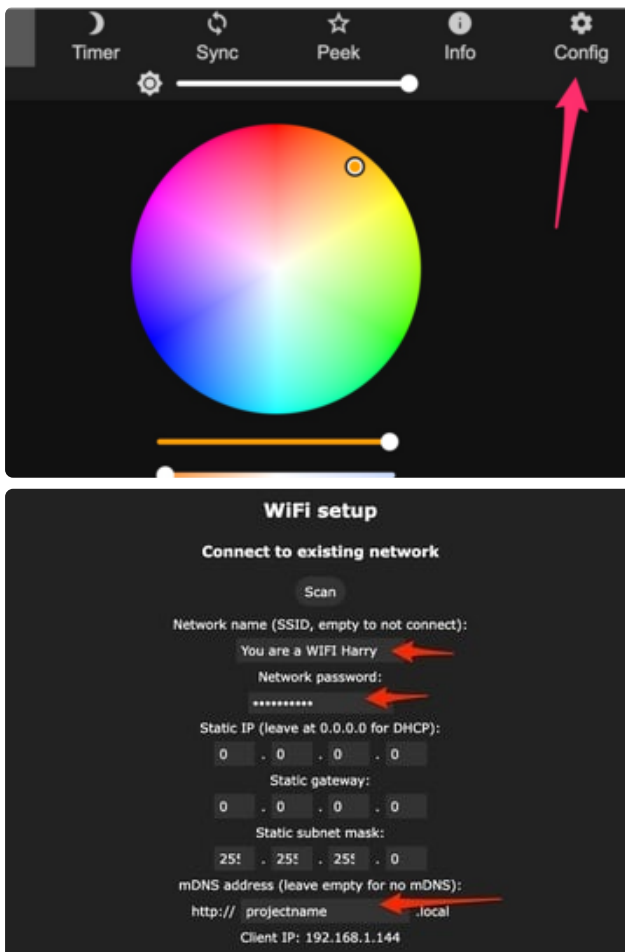 Timer Sync Peek Info Config
WiFi setup
Connect to existing network
Scan
Network name (SSID, empty to not connect):
You are a WIFI Harry
Network password:
••••••••••
Static IP (leave at 0.0.0.0 for DHCP):
0 . 0 . 0 . 0
Static gateway:
0 . 0 . 0 . 0
Static subnet mask:
255 . 255 . 255 . 0
mDNS address (leave empty for no mDNS):
http:// projectname .local
Client IP: 192.168.1.144